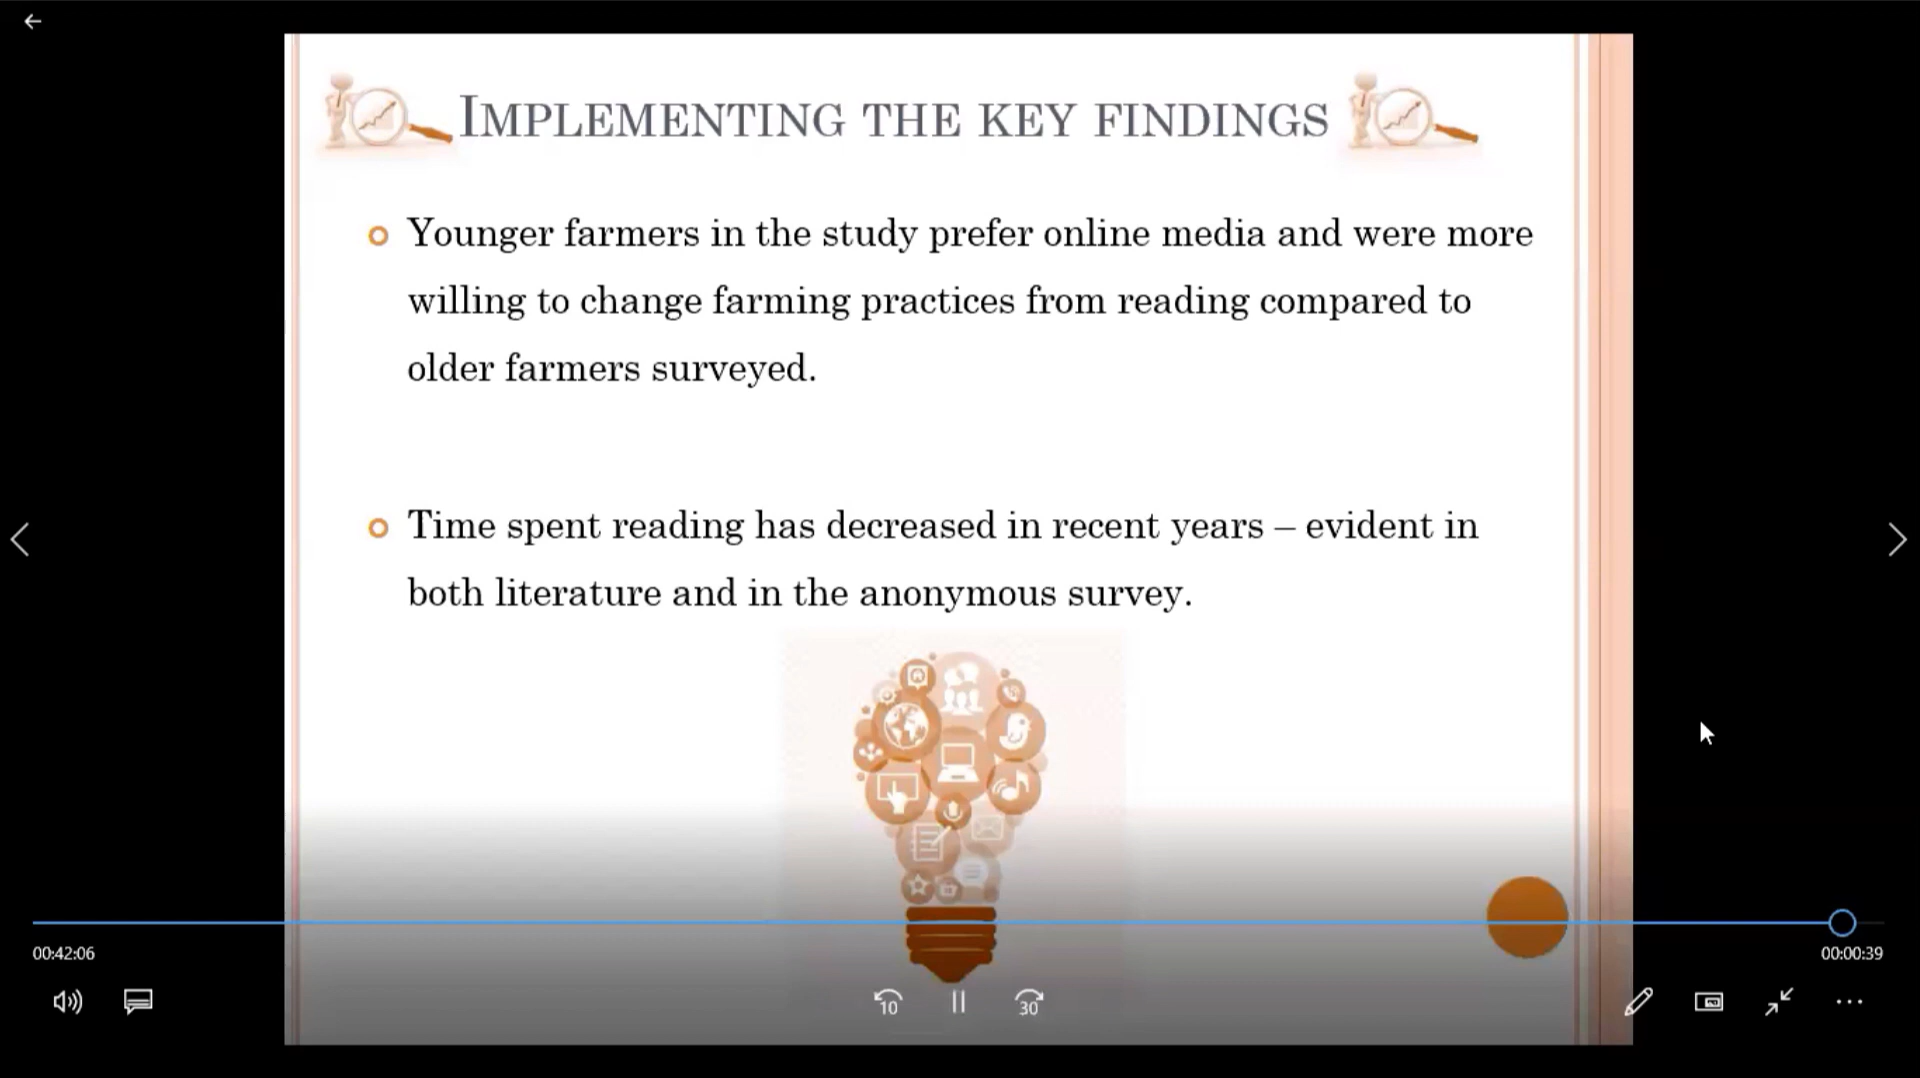 IMPLEMENTING THE KEY FINDINGS
Younger farmers in the study prefer online media and were more
willing to change farming practices from reading compared to
older farmers surveyed.
Time spent reading has decreased in recent years – evident in
both literature and in the anonymous survey.
00:42:06
00:00:39
10
30